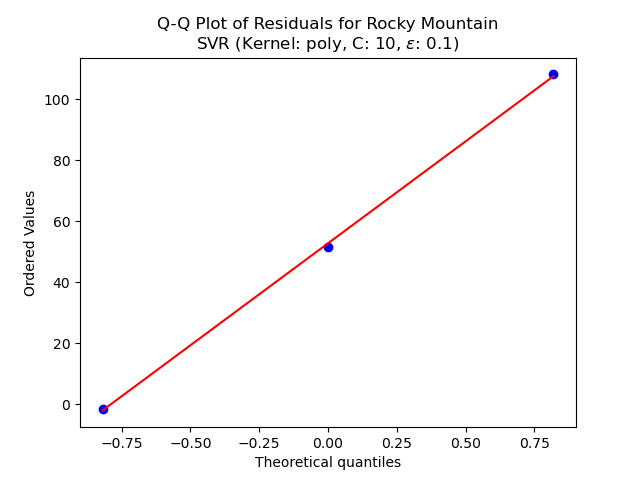 Q-Q Plot of Residuals for Rocky Mountain
SVR (Kernel: poly, C: 10, ε: 0.1)
Ordered Values
100
80
60
40
20
0
−0.75 −0.50 −0.25 0.00 0.25 0.50 0.75
Theoretical quantiles